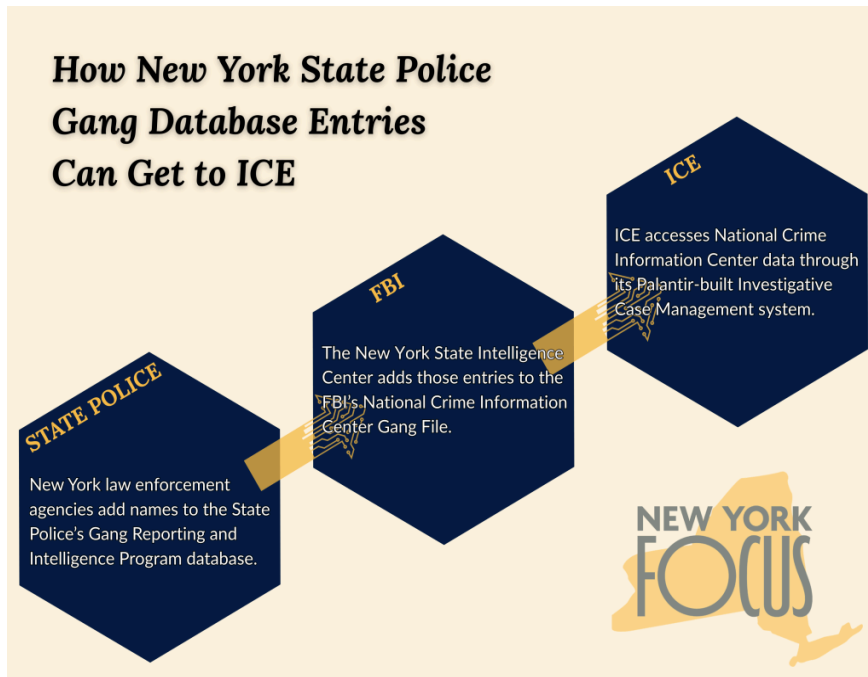 How New York State Police
Gang Database Entries
Can Get to ICE
STATE POLICE
New York law enforcement
agencies add names to the State
Police's Gang Reporting and
Intelligence Program database.
FBI
The New York State Intelligence
Center adds those entries to the
FBI's National Crime Information
Center Gang File.
ICE
ICE accesses National Crime
Information Center data through
its Palantir-built Investigative
Case Management system.
NEW YORK
FOCUS